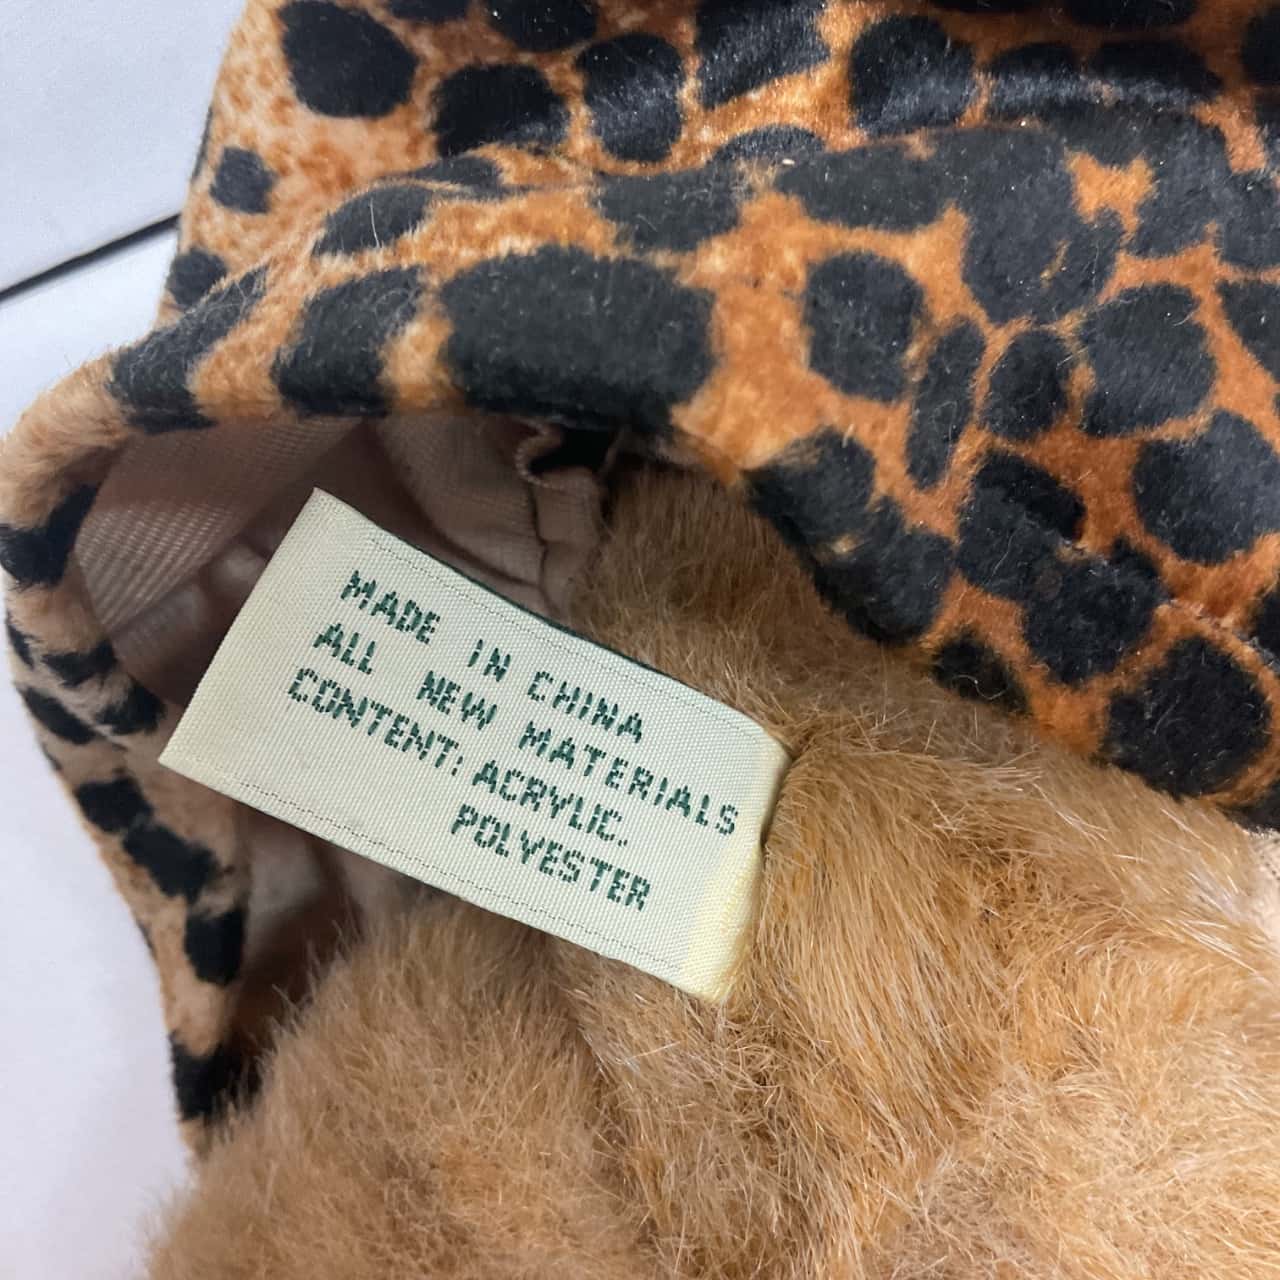 MADE IN CHINA
ALL NEW MATERIALS
CONTENT: ACRYLIC.
POLYESTER